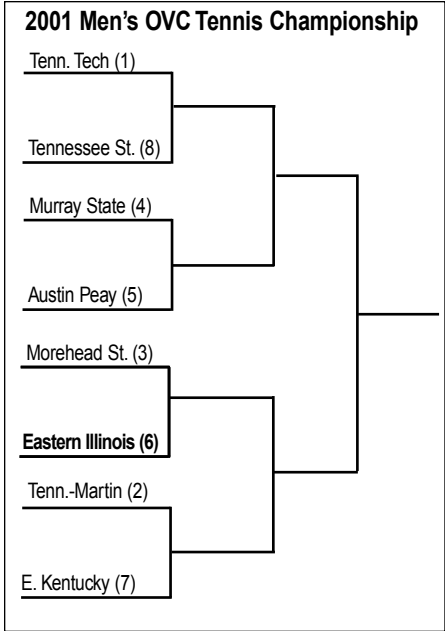 2001 Men's OVC Tennis Championship
Tenn. Tech (1)
Tennessee St. (8)
Murray State (4)
Austin Peay (5)
Morehead St. (3)
Eastern Illinois (6)
Tenn.-Martin (2)
E. Kentucky (7)